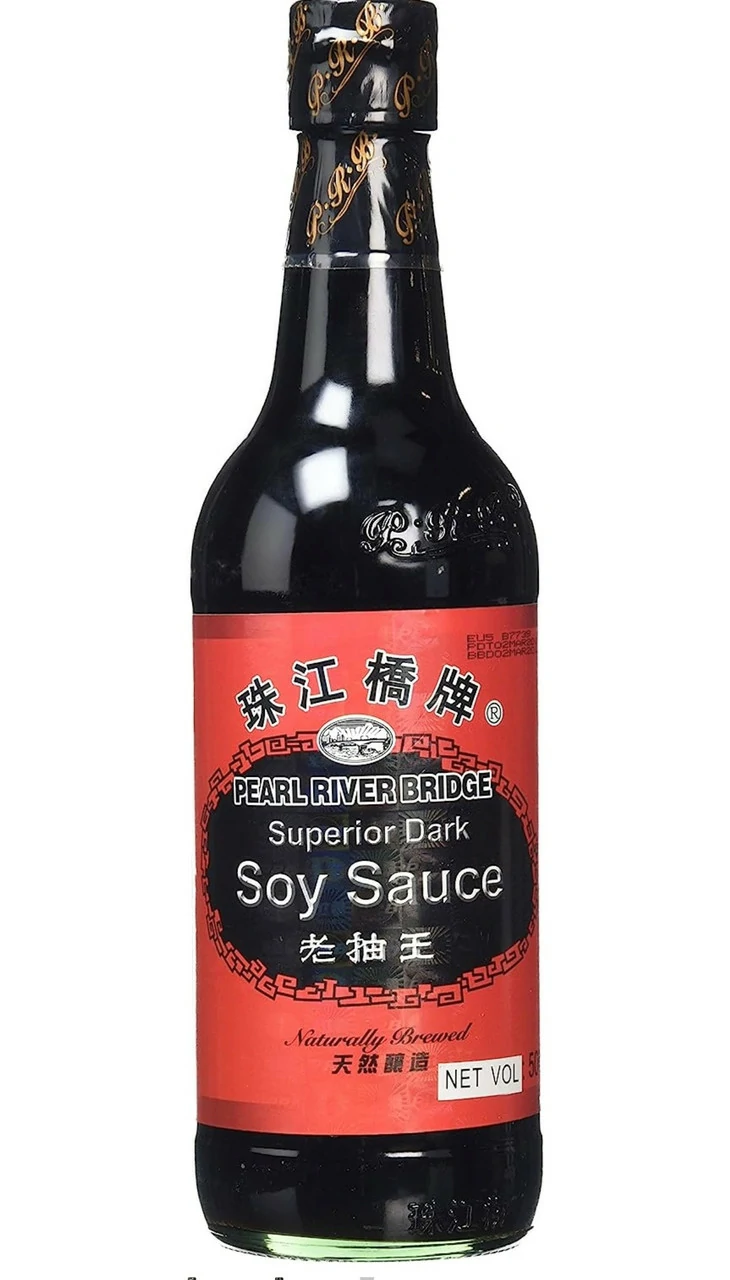 P.R.B
P.R.B
P.R.B
珠江橋牌®
PEARL RIVER BRIDGE
Superior Dark
Soy Sauce
老抽王
Naturally Brewed
天然釀造
NET VOL